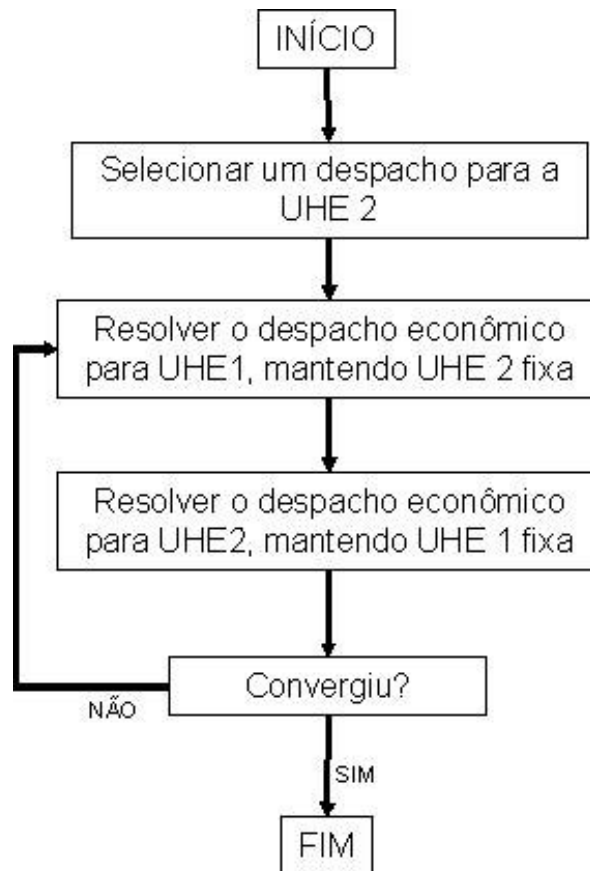 INÍCIO
Selecionar um despacho para a
UHE 2
Resolver o despacho econômico
para UHE1, mantendo UHE 2 fixa
Resolver o despacho econômico
para UHE2, mantendo UHE 1 fixa
Convergiu?
NÃO
SIM
FIM